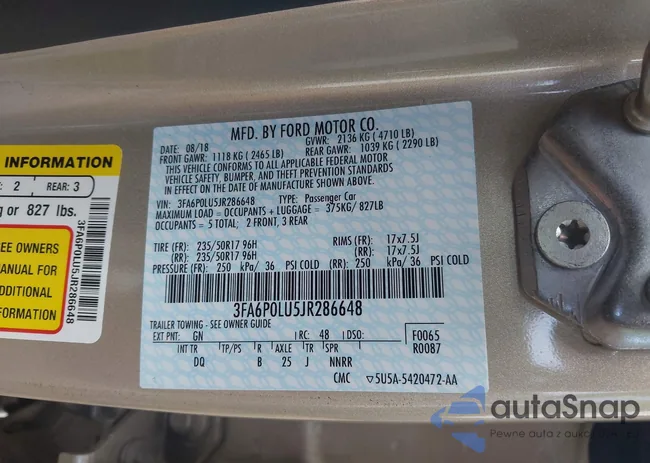 INFORMATION
2
REAR: 3
or 827 lbs.
SEE OWNERS
MANUAL FOR
ADDITIONAL
INFORMATION
3FA6P0LU5JR286648
MFD. BY FORD MOTOR CO.
DATE: 08/18
GVWR: 2136 KG ( 4710 LB)
FRONT GAWR: 1118 KG ( 2465 LB)
REAR GAWR: 1039 KG ( 2290 LB)
THIS VEHICLE CONFORMS TO ALL APPLICABLE FEDERAL MOTOR
VEHICLE SAFETY, BUMPER, AND THEFT PREVENTION STANDARDS
IN EFFECT ON THE DATE OF MANUFACTURE SHOWN ABOVE.
VIN: 3FA6P0LU5JR286648 TYPE: Passenger Car
MAXIMUM LOAD = OCCUPANTS + LUGGAGE = 375KG/ 827LB
OCCUPANTS = 5 TOTAL; 2 FRONT, 3 REAR
TIRE (FR): 235/50R17 96H RIMS (FR): 17x7.5J
(RR): 235/50R17 96H (RR): 17x7.5J
PRESSURE: (FR) 250 kPa/ 36 PSI COLD (RR) 250 kPa/ 36 PSI COLD
3FA6P0LU5JR286648
TRAILER TOWING - SEE OWNER GUIDE
EXT PNT: GN RC: 48 DSO: F0065
R0087
INT TR TP/PS R AXLE TR SPR
DQ B 25 J NNRR
CMC ▽5U5A-5420472-AA
autaSnap
Pewne auta z aukcji